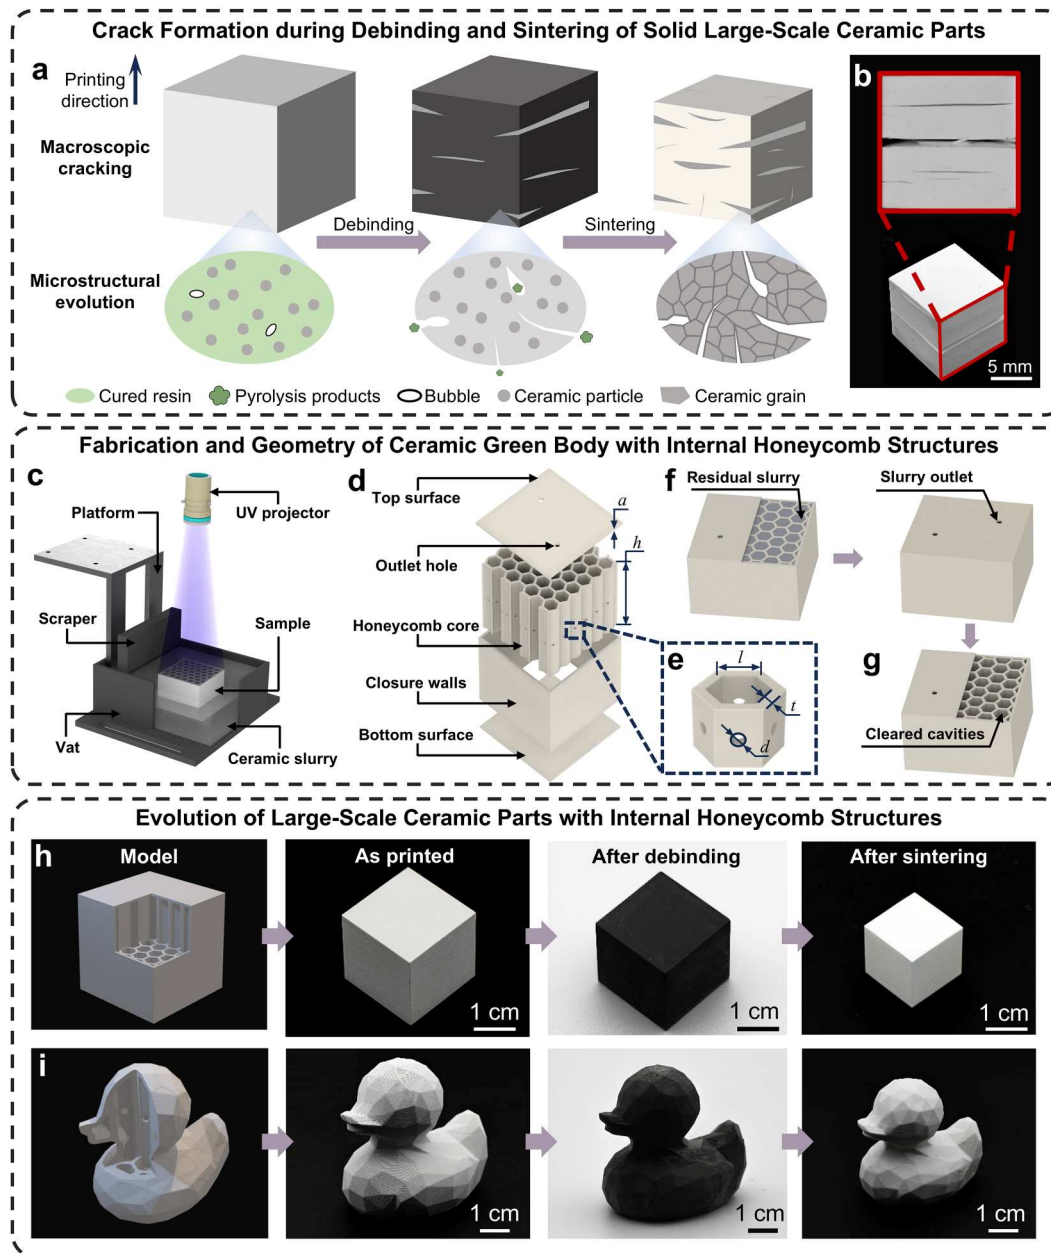 Crack Formation during Debinding and Sintering of Solid Large-Scale Ceramic Parts
a
Printing
direction
Macroscopic
cracking
Debinding
Sintering
Microstructural
evolution
Cured resin
Pyrolysis products
Bubble
Ceramic particle
Ceramic grain
b
5 mm
Fabrication and Geometry of Ceramic Green Body with Internal Honeycomb Structures
c
Platform
UV projector
Scraper
Sample
Vat
Ceramic slurry
d
Top surface
a
h
Outlet hole
Honeycomb core
Closure walls
Bottom surface
e
l
t
d
f
Residual slurry
Slurry outlet
g
Cleared cavities
Evolution of Large-Scale Ceramic Parts with Internal Honeycomb Structures
h
Model
As printed
After debinding
After sintering
1 cm
1 cm
1 cm
i
1 cm
1 cm
1 cm